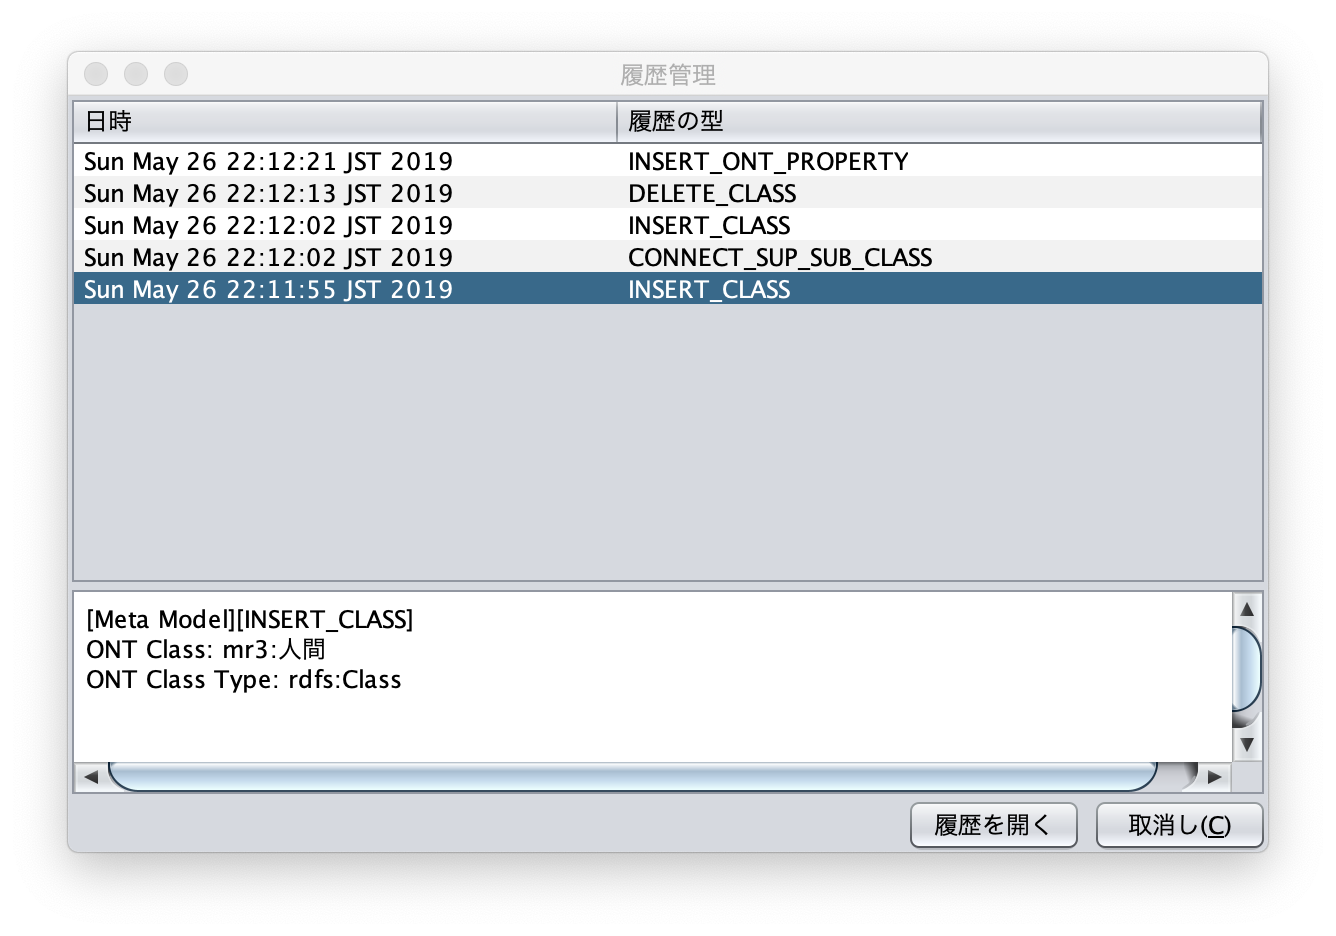 履歴管理
日時 履歴の型
Sun May 26 22:12:21 JST 2019 INSERT_ONT_PROPERTY
Sun May 26 22:12:13 JST 2019 DELETE_CLASS
Sun May 26 22:12:02 JST 2019 INSERT_CLASS
Sun May 26 22:12:02 JST 2019 CONNECT_SUP_SUB_CLASS
Sun May 26 22:11:55 JST 2019 INSERT_CLASS
[Meta Model][INSERT_CLASS]
ONT Class: mr3:人間
ONT Class Type: rdfs:Class
履歴を開く 取消し(C)